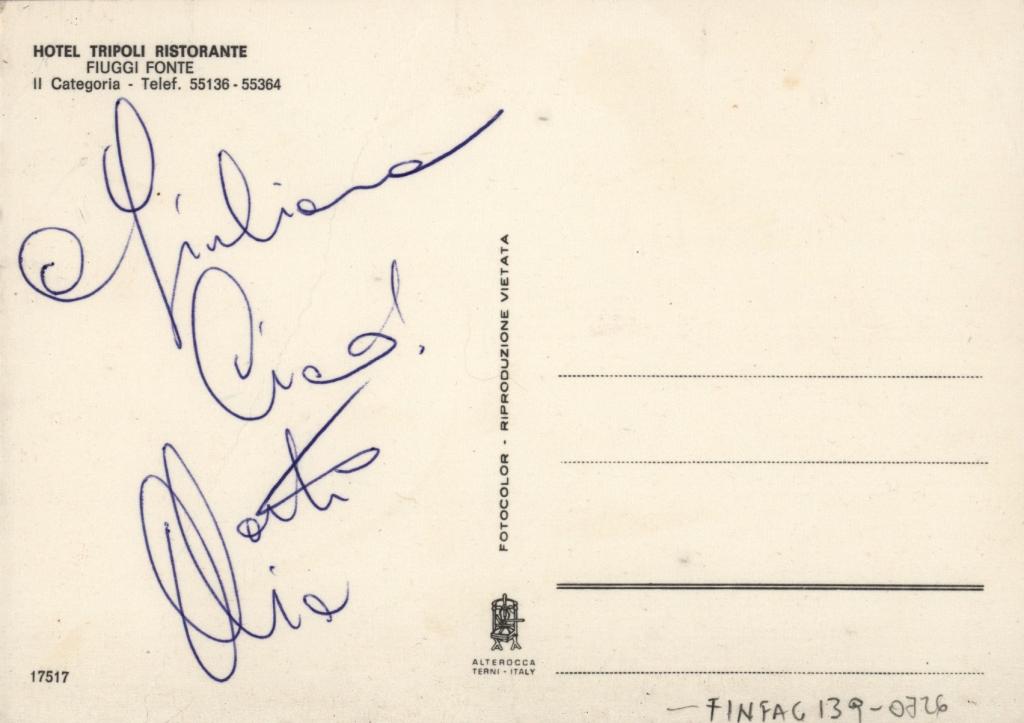 HOTEL TRIPOLI RISTORANTE
FIUGGI FONTE
II Categoria - Telef. 55136 - 55364
Giuliana
Ciao!
FOTOCOLOR - RIPRODUZIONE VIETATA
ALTEROCCA
TERNI - ITALY
17517
- FINFAC 139-0726